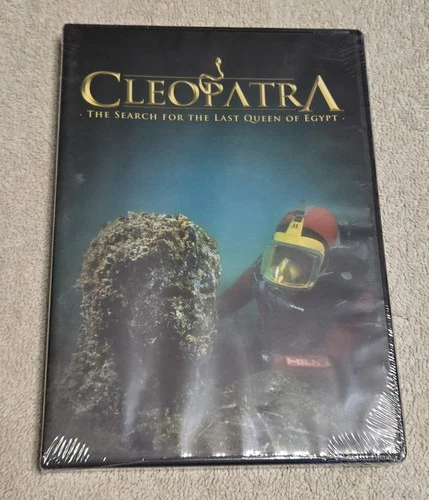 CLEOPATRA
· THE SEARCH FOR THE LAST QUEEN OF EGYPT ·